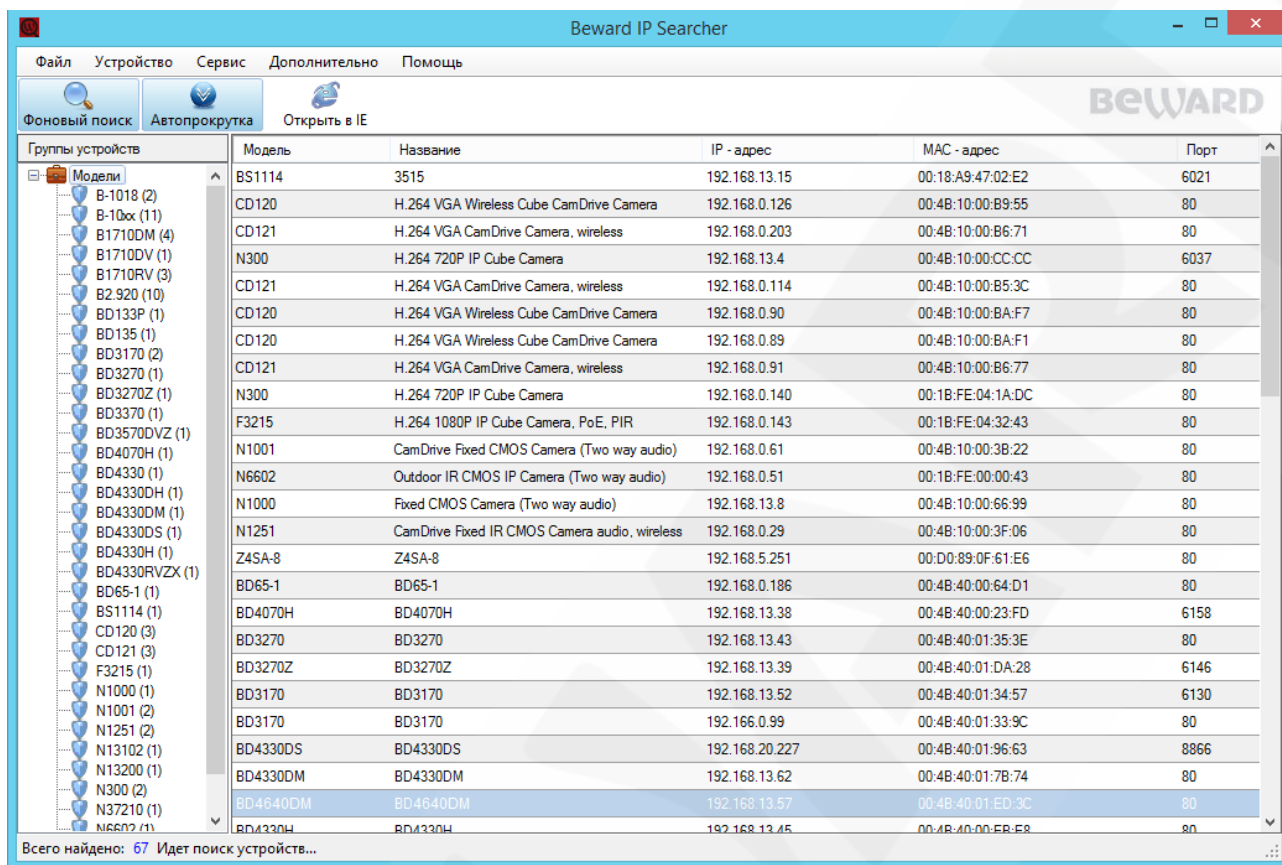 Beward IP Searcher
Файл Устройство Сервис Дополнительно Помощь
Фоновый поиск Автопрокрутка Открыть в IE
BEWARD
Группы устройств
Модели
B-1018 (2)
B-10xx (11)
B1710DM (4)
B1710DV (1)
B1710RV (3)
B2.920 (10)
BD133P (1)
BD135 (1)
BD3170 (2)
BD3270 (1)
BD3270Z (1)
BD3370 (1)
BD3570DVZ (1)
BD4070H (1)
BD4330 (1)
BD4330DH (1)
BD4330DM (1)
BD4330DS (1)
BD4330H (1)
BD4330RVZX (1)
BD65-1 (1)
BS1114 (1)
CD120 (3)
CD121 (3)
F3215 (1)
N1000 (1)
N1001 (2)
N1251 (2)
N13102 (1)
N13200 (1)
N300 (2)
N37210 (1)
N6602 (1)
Модель Название IP - адрес MAC - адрес Порт
BS1114 3515 192.168.13.15 00:18:A9:47:02:E2 6021
CD120 H.264 VGA Wireless Cube CamDrive Camera 192.168.0.126 00:4B:10:00:B9:55 80
CD121 H.264 VGA CamDrive Camera, wireless 192.168.0.203 00:4B:10:00:B6:71 80
N300 H.264 720P IP Cube Camera 192.168.13.4 00:4B:10:00:CC:CC 6037
CD121 H.264 VGA CamDrive Camera, wireless 192.168.0.114 00:4B:10:00:B5:3C 80
CD120 H.264 VGA Wireless Cube CamDrive Camera 192.168.0.90 00:4B:10:00:BA:F7 80
CD120 H.264 VGA Wireless Cube CamDrive Camera 192.168.0.89 00:4B:10:00:BA:F1 80
CD121 H.264 VGA CamDrive Camera, wireless 192.168.0.91 00:4B:10:00:B6:77 80
N300 H.264 720P IP Cube Camera 192.168.0.140 00:1B:FE:04:1A:DC 80
F3215 H.264 1080P IP Cube Camera, PoE, PIR 192.168.0.143 00:1B:FE:04:32:43 80
N1001 CamDrive Fixed CMOS Camera (Two way audio) 192.168.0.61 00:4B:10:00:3B:22 80
N6602 Outdoor IR CMOS IP Camera (Two way audio) 192.168.0.51 00:1B:FE:00:00:43 80
N1000 Fixed CMOS Camera (Two way audio) 192.168.13.8 00:4B:10:00:66:99 80
N1251 CamDrive Fixed IR CMOS Camera audio, wireless 192.168.0.29 00:4B:10:00:3F:06 80
Z4SA-8 Z4SA-8 192.168.5.251 00:D0:89:0F:61:E6 80
BD65-1 BD65-1 192.168.0.186 00:4B:40:00:64:D1 80
BD4070H BD4070H 192.168.13.38 00:4B:40:00:23:FD 6158
BD3270 BD3270 192.168.13.43 00:4B:40:01:35:3E 80
BD3270Z BD3270Z 192.168.13.39 00:4B:40:01:DA:28 6146
BD3170 BD3170 192.168.13.52 00:4B:40:01:34:57 6130
BD3170 BD3170 192.166.0.99 00:4B:40:01:33:9C 80
BD4330DS BD4330DS 192.168.20.227 00:4B:40:01:96:63 8866
BD4330DM BD4330DM 192.168.13.62 00:4B:40:01:7B:74 80
BD4640DM BD4640DM 192.168.13.57 00:4B:40:01:ED:3C 80
BD4330H BD4330H 192.168.13.45 00:4B:40:00:EB:E8 80
Всего найдено: 67 Идет поиск устройств...